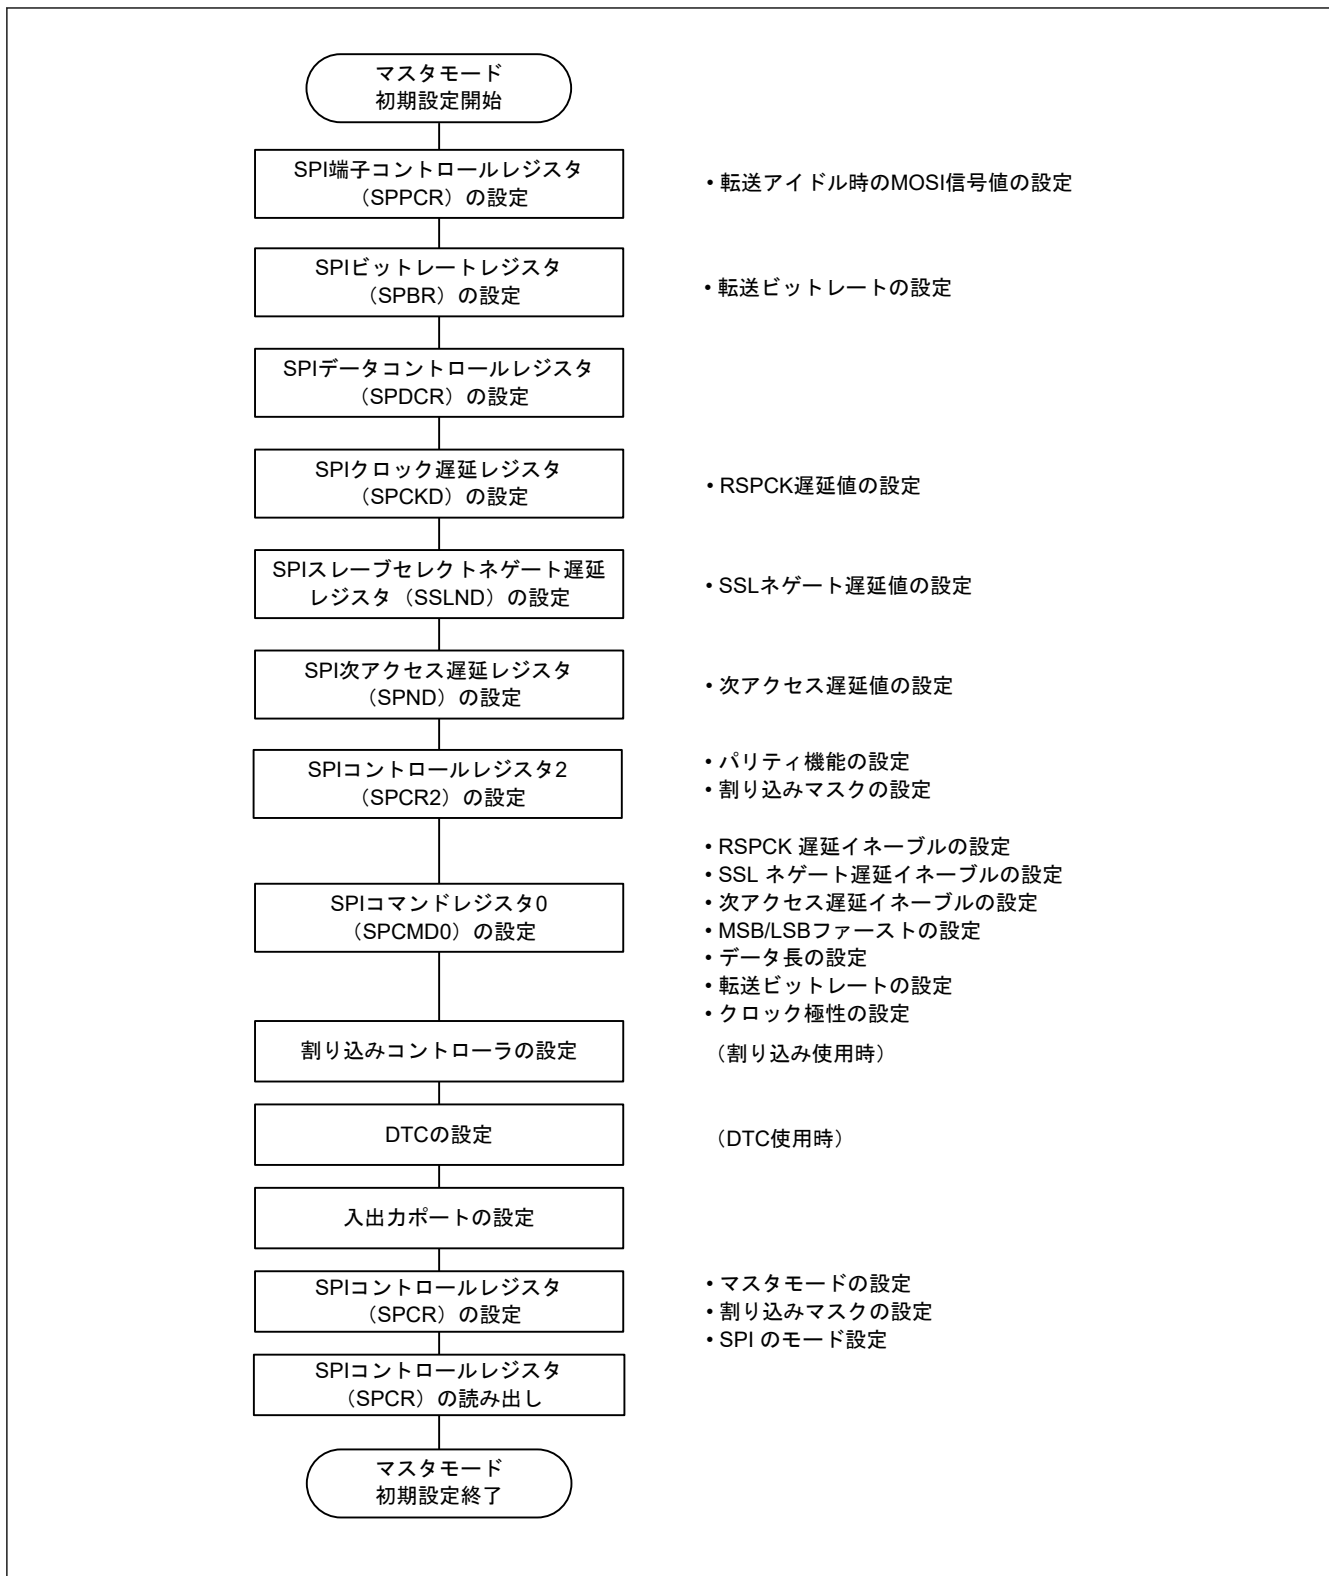 マスタモード
初期設定開始
SPI端子コントロールレジスタ
（SPPCR）の設定
• 転送アイドル時のMOSI信号値の設定
SPIビットレートレジスタ
（SPBR）の設定
• 転送ビットレートの設定
SPIデータコントロールレジスタ
（SPDCR）の設定
SPIクロック遅延レジスタ
（SPCKD）の設定
• RSPCK遅延値の設定
SPIスレーブセレクトネゲート遅延
レジスタ（SSLND）の設定
• SSLネゲート遅延値の設定
SPI次アクセス遅延レジスタ
（SPND）の設定
• 次アクセス遅延値の設定
SPIコントロールレジスタ2
（SPCR2）の設定
• パリティ機能の設定
• 割り込みマスクの設定
SPIコマンドレジスタ0
（SPCMD0）の設定
• RSPCK 遅延イネーブルの設定
• SSL ネゲート遅延イネーブルの設定
• 次アクセス遅延イネーブルの設定
• MSB/LSBファーストの設定
• データ長の設定
• 転送ビットレートの設定
• クロック極性の設定
割り込みコントローラの設定
（割り込み使用時）
DTCの設定
（DTC使用時）
入出力ポートの設定
SPIコントロールレジスタ
（SPCR）の設定
• マスタモードの設定
• 割り込みマスクの設定
• SPI のモード設定
SPIコントロールレジスタ
（SPCR）の読み出し
マスタモード
初期設定終了